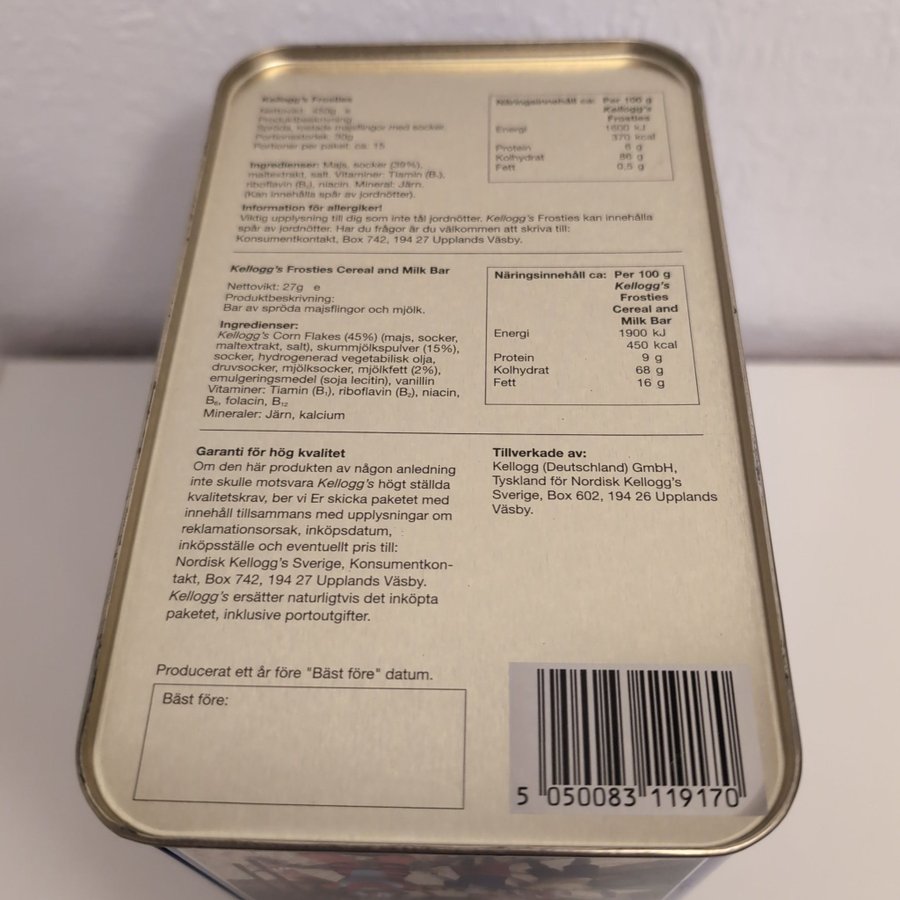 Kellogg's Frosties
Nettovikt: 450g e
Produktbeskrivning
Spröda, rostade majsflingor med socker.
Portionsstorlek: 30g
Portioner per paket: ca. 15
Ingredienser: Majs, socker (39%),
maltextrakt, salt. Vitaminer: Tiamin (B₁),
riboflavin (B₂), niacin. Mineral: Järn.
(Kan innehålla spår av jordnötter).
Näringsinnehåll ca: Per 100 g
Kellogg's
Frosties
Energi 1600 kJ
370 kcal
Protein 6 g
Kolhydrat 86 g
Fett 0,5 g
Information för allergiker!
Viktig upplysning till dig som inte tål jordnötter. Kellogg's Frosties kan innehålla
spår av jordnötter. Har du frågor är du välkommen att skriva till:
Konsumentkontakt, Box 742, 194 27 Upplands Väsby.
Kellogg's Frosties Cereal and Milk Bar
Nettovikt: 27g e
Produktbeskrivning:
Bar av spröda majsflingor och mjölk.
Ingredienser:
Kellogg's Corn Flakes (45%) (majs, socker,
maltextrakt, salt), skummjölkspulver (15%),
socker, hydrogenerad vegetabilisk olja,
druvsocker, mjölksocker, mjölkfett (2%),
emulgeringsmedel (soja lecitin), vanillin
Vitaminer: Tiamin (B₁), riboflavin (B₂), niacin,
B₆, folacin, B₁₂
Mineraler: Järn, kalcium
Näringsinnehåll ca: Per 100 g
Kellogg's
Frosties
Cereal and
Milk Bar
Energi 1900 kJ
450 kcal
Protein 9 g
Kolhydrat 68 g
Fett 16 g
Garanti för hög kvalitet
Om den här produkten av någon anledning
inte skulle motsvara Kellogg's högt ställda
kvalitetskrav, ber vi Er skicka paketet med
innehåll tillsammans med upplysningar om
reklamationsorsak, inköpsdatum,
inköpsställe och eventuellt pris till:
Nordisk Kellogg's Sverige, Konsumentkon-
takt, Box 742, 194 27 Upplands Väsby.
Kellogg's ersätter naturligtvis det inköpta
paketet, inklusive portoutgifter.
Tillverkade av:
Kellogg (Deutschland) GmbH,
Tyskland för Nordisk Kellogg's
Sverige, Box 602, 194 26 Upplands
Väsby.
Producerat ett år före "Bäst före" datum.
Bäst före:
5 050083 119170